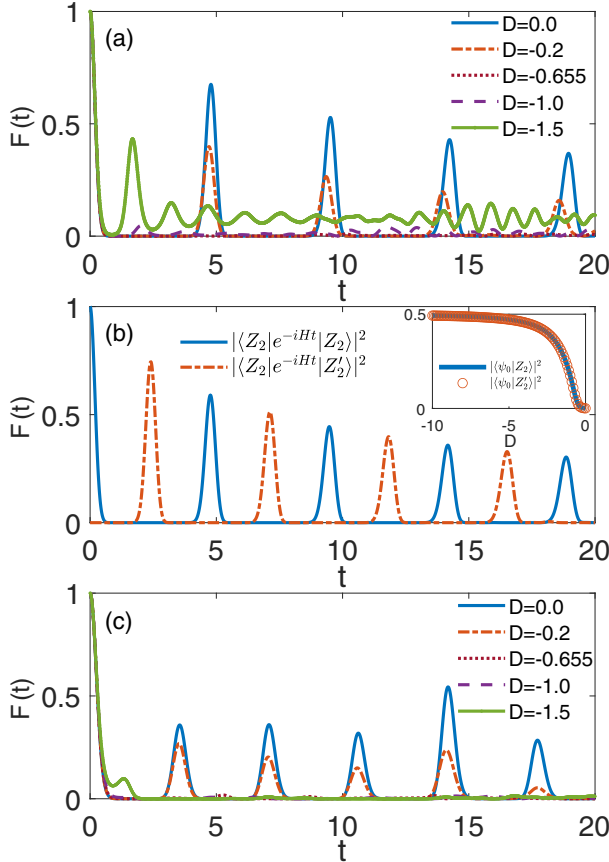 (a)
F(t)
1
0.5
0
0
5
10
15
20
t
D=0.0
D=-0.2
D=-0.655
D=-1.0
D=-1.5
(b)
F(t)
1
0.5
0
0
5
10
15
20
t
|⟨Z₂|e^{-iHt}|Z₂⟩|²
|⟨Z₂|e^{-iHt}|Z₂'⟩|²
0.5
0
-10
-5
0
D
|⟨ψ₀|Z₂⟩|²
|⟨ψ₀|Z₂'⟩|²
(c)
F(t)
1
0.5
0
0
5
10
15
20
t
D=0.0
D=-0.2
D=-0.655
D=-1.0
D=-1.5